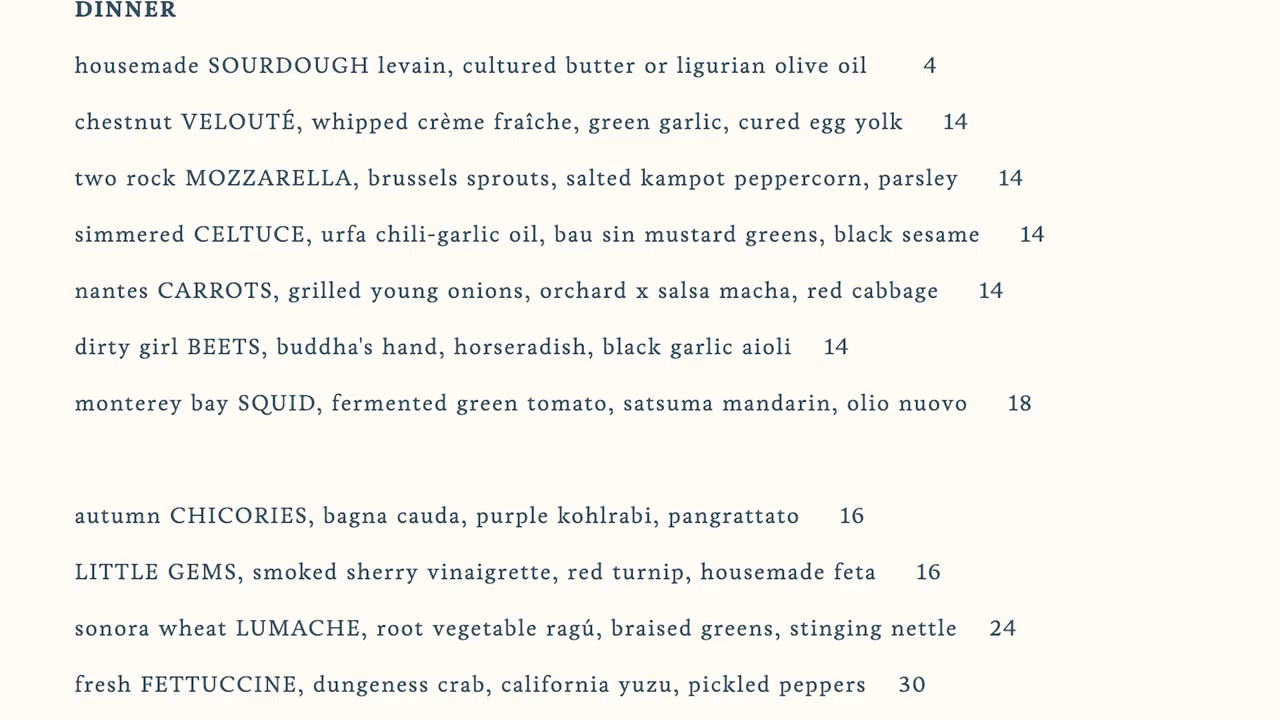 DINNER
housemade SOURDOUGH levain, cultured butter or ligurian olive oil 4
chestnut VELOUTÉ, whipped crème fraîche, green garlic, cured egg yolk 14
two rock MOZZARELLA, brussels sprouts, salted kampot peppercorn, parsley 14
simmered CELTUCE, urfa chili-garlic oil, bau sin mustard greens, black sesame 14
nantes CARROTS, grilled young onions, orchard x salsa macha, red cabbage 14
dirty girl BEETS, buddha's hand, horseradish, black garlic aioli 14
monterey bay SQUID, fermented green tomato, satsuma mandarin, olio nuovo 18
autumn CHICORIES, bagna cauda, purple kohlrabi, pangrattato 16
LITTLE GEMS, smoked sherry vinaigrette, red turnip, housemade feta 16
sonora wheat LUMACHE, root vegetable ragú, braised greens, stinging nettle 24
fresh FETTUCCINE, dungeness crab, california yuzu, pickled peppers 30